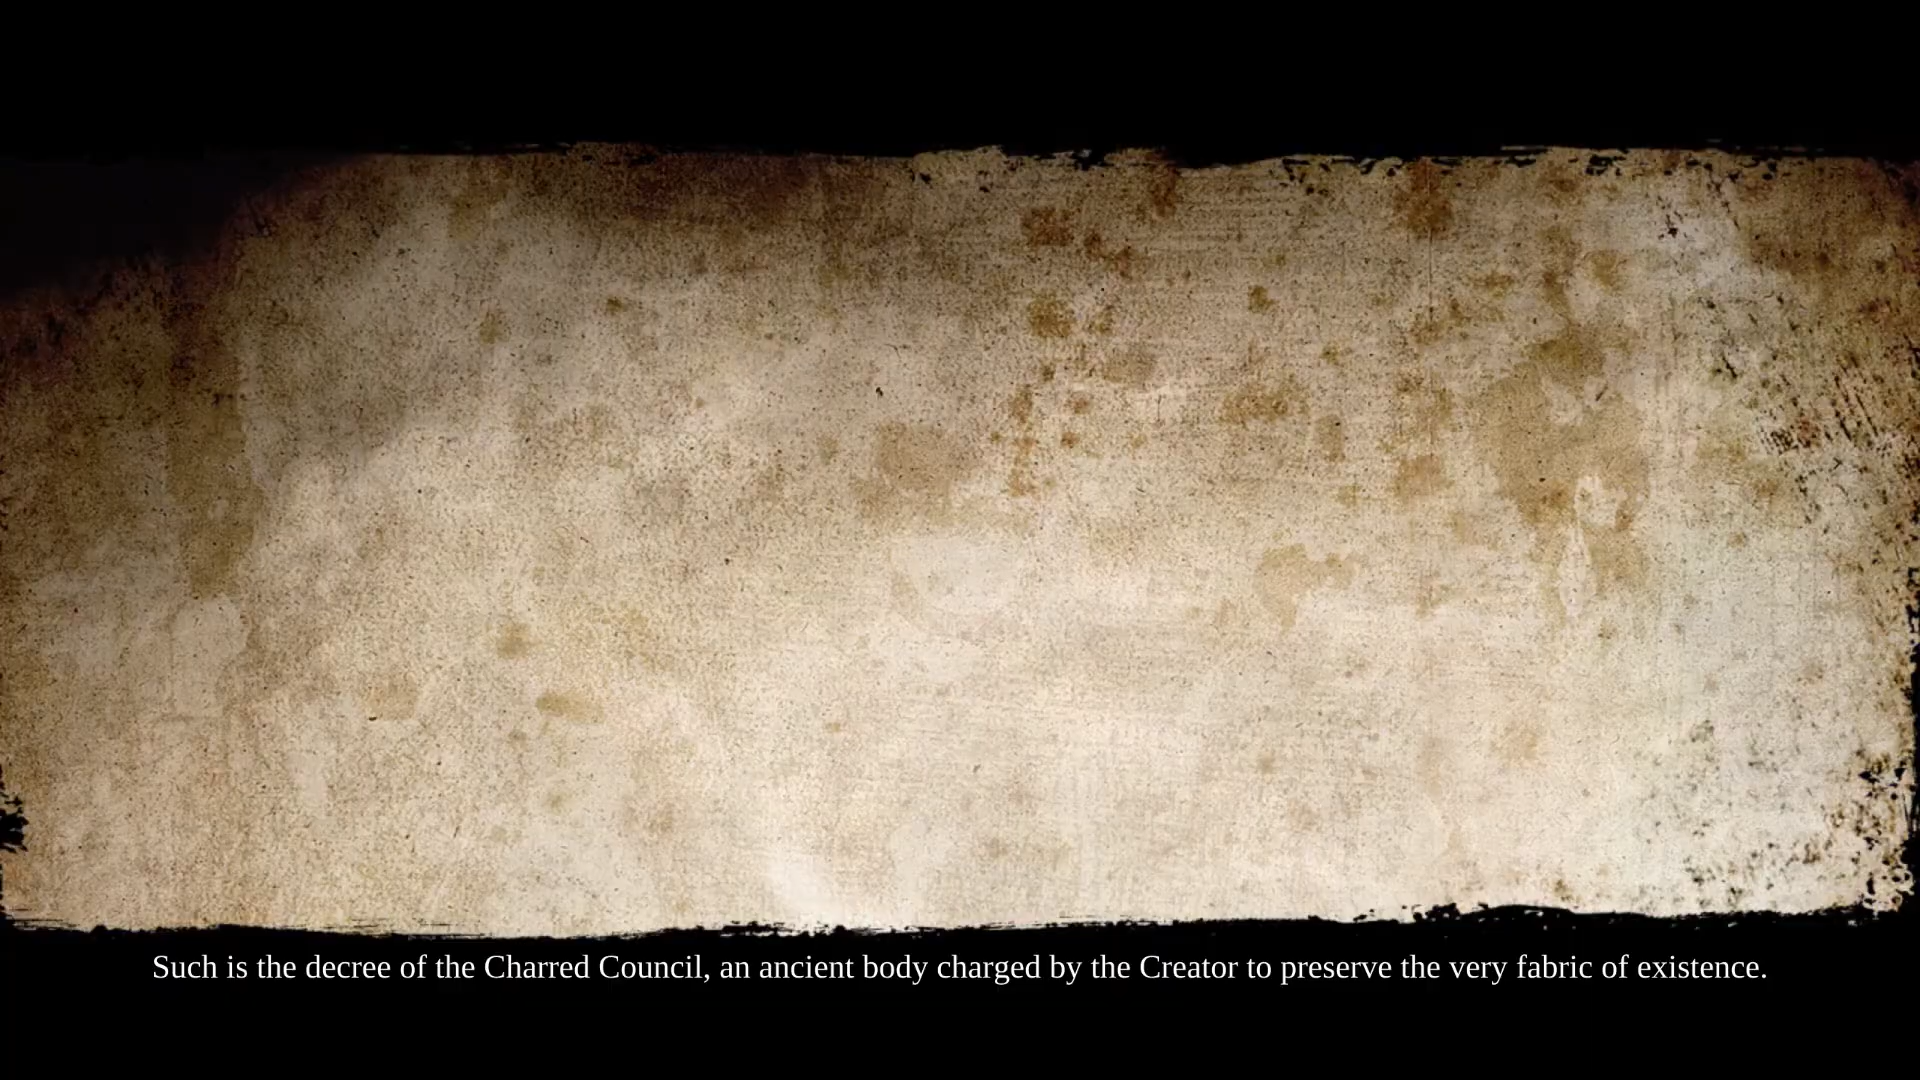 Such is the decree of the Charred Council, an ancient body charged by the Creator to preserve the very fabric of existence.